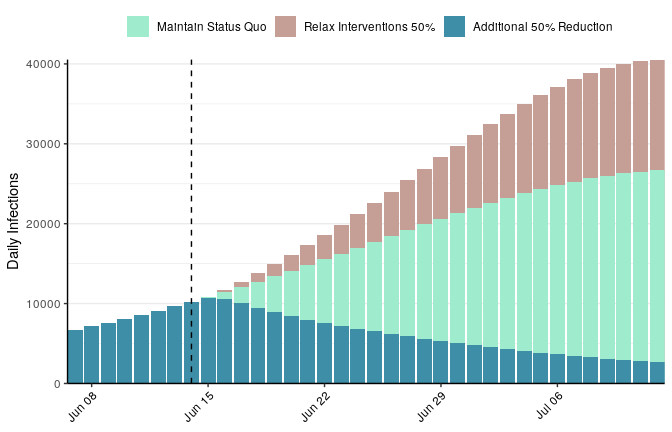 Maintain Status Quo Relax Interventions 50% Additional 50% Reduction
Daily Infections
40000
30000
20000
10000
0
Jun 08 Jun 15 Jun 22 Jun 29 Jul 06